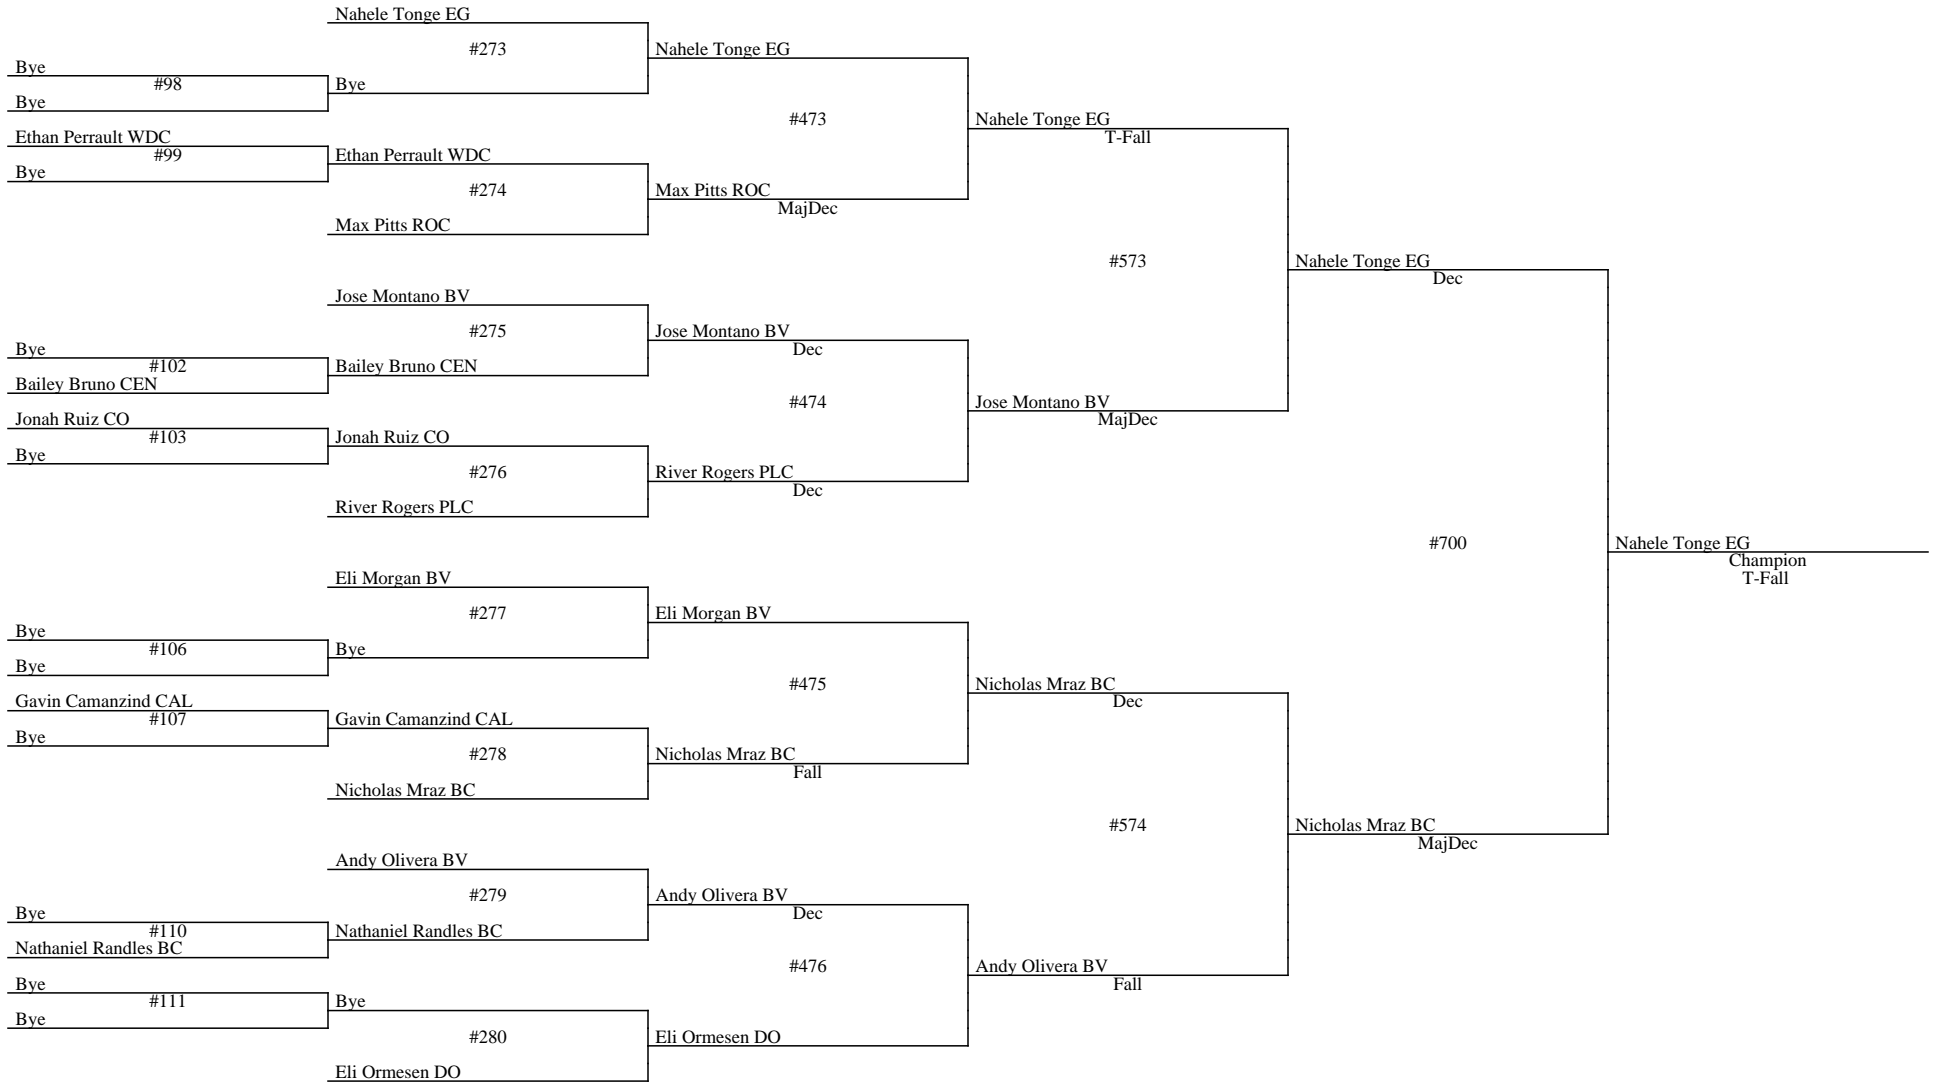 Nahele Tonge EG
#273
Nahele Tonge EG
Bye
#98
Bye
Bye
#473
Nahele Tonge EG
T-Fall
Ethan Perrault WDC
#99
Ethan Perrault WDC
Bye
#274
Max Pitts ROC
MajDec
Max Pitts ROC
#573
Nahele Tonge EG
Dec
Jose Montano BV
#275
Jose Montano BV
Dec
Bye
#102
Bailey Bruno CEN
Bailey Bruno CEN
#474
Jose Montano BV
MajDec
Jonah Ruiz CO
#103
Jonah Ruiz CO
Bye
#276
River Rogers PLC
Dec
River Rogers PLC
#700
Nahele Tonge EG
Champion
T-Fall
Eli Morgan BV
#277
Eli Morgan BV
Bye
#106
Bye
Bye
#475
Nicholas Mraz BC
Dec
Gavin Camanzind CAL
#107
Gavin Camanzind CAL
Bye
#278
Nicholas Mraz BC
Fall
Nicholas Mraz BC
#574
Nicholas Mraz BC
MajDec
Andy Olivera BV
#279
Andy Olivera BV
Dec
Bye
#110
Nathaniel Randles BC
Nathaniel Randles BC
#476
Andy Olivera BV
Fall
Bye
#111
Bye
Bye
#280
Eli Ormesen DO
Eli Ormesen DO